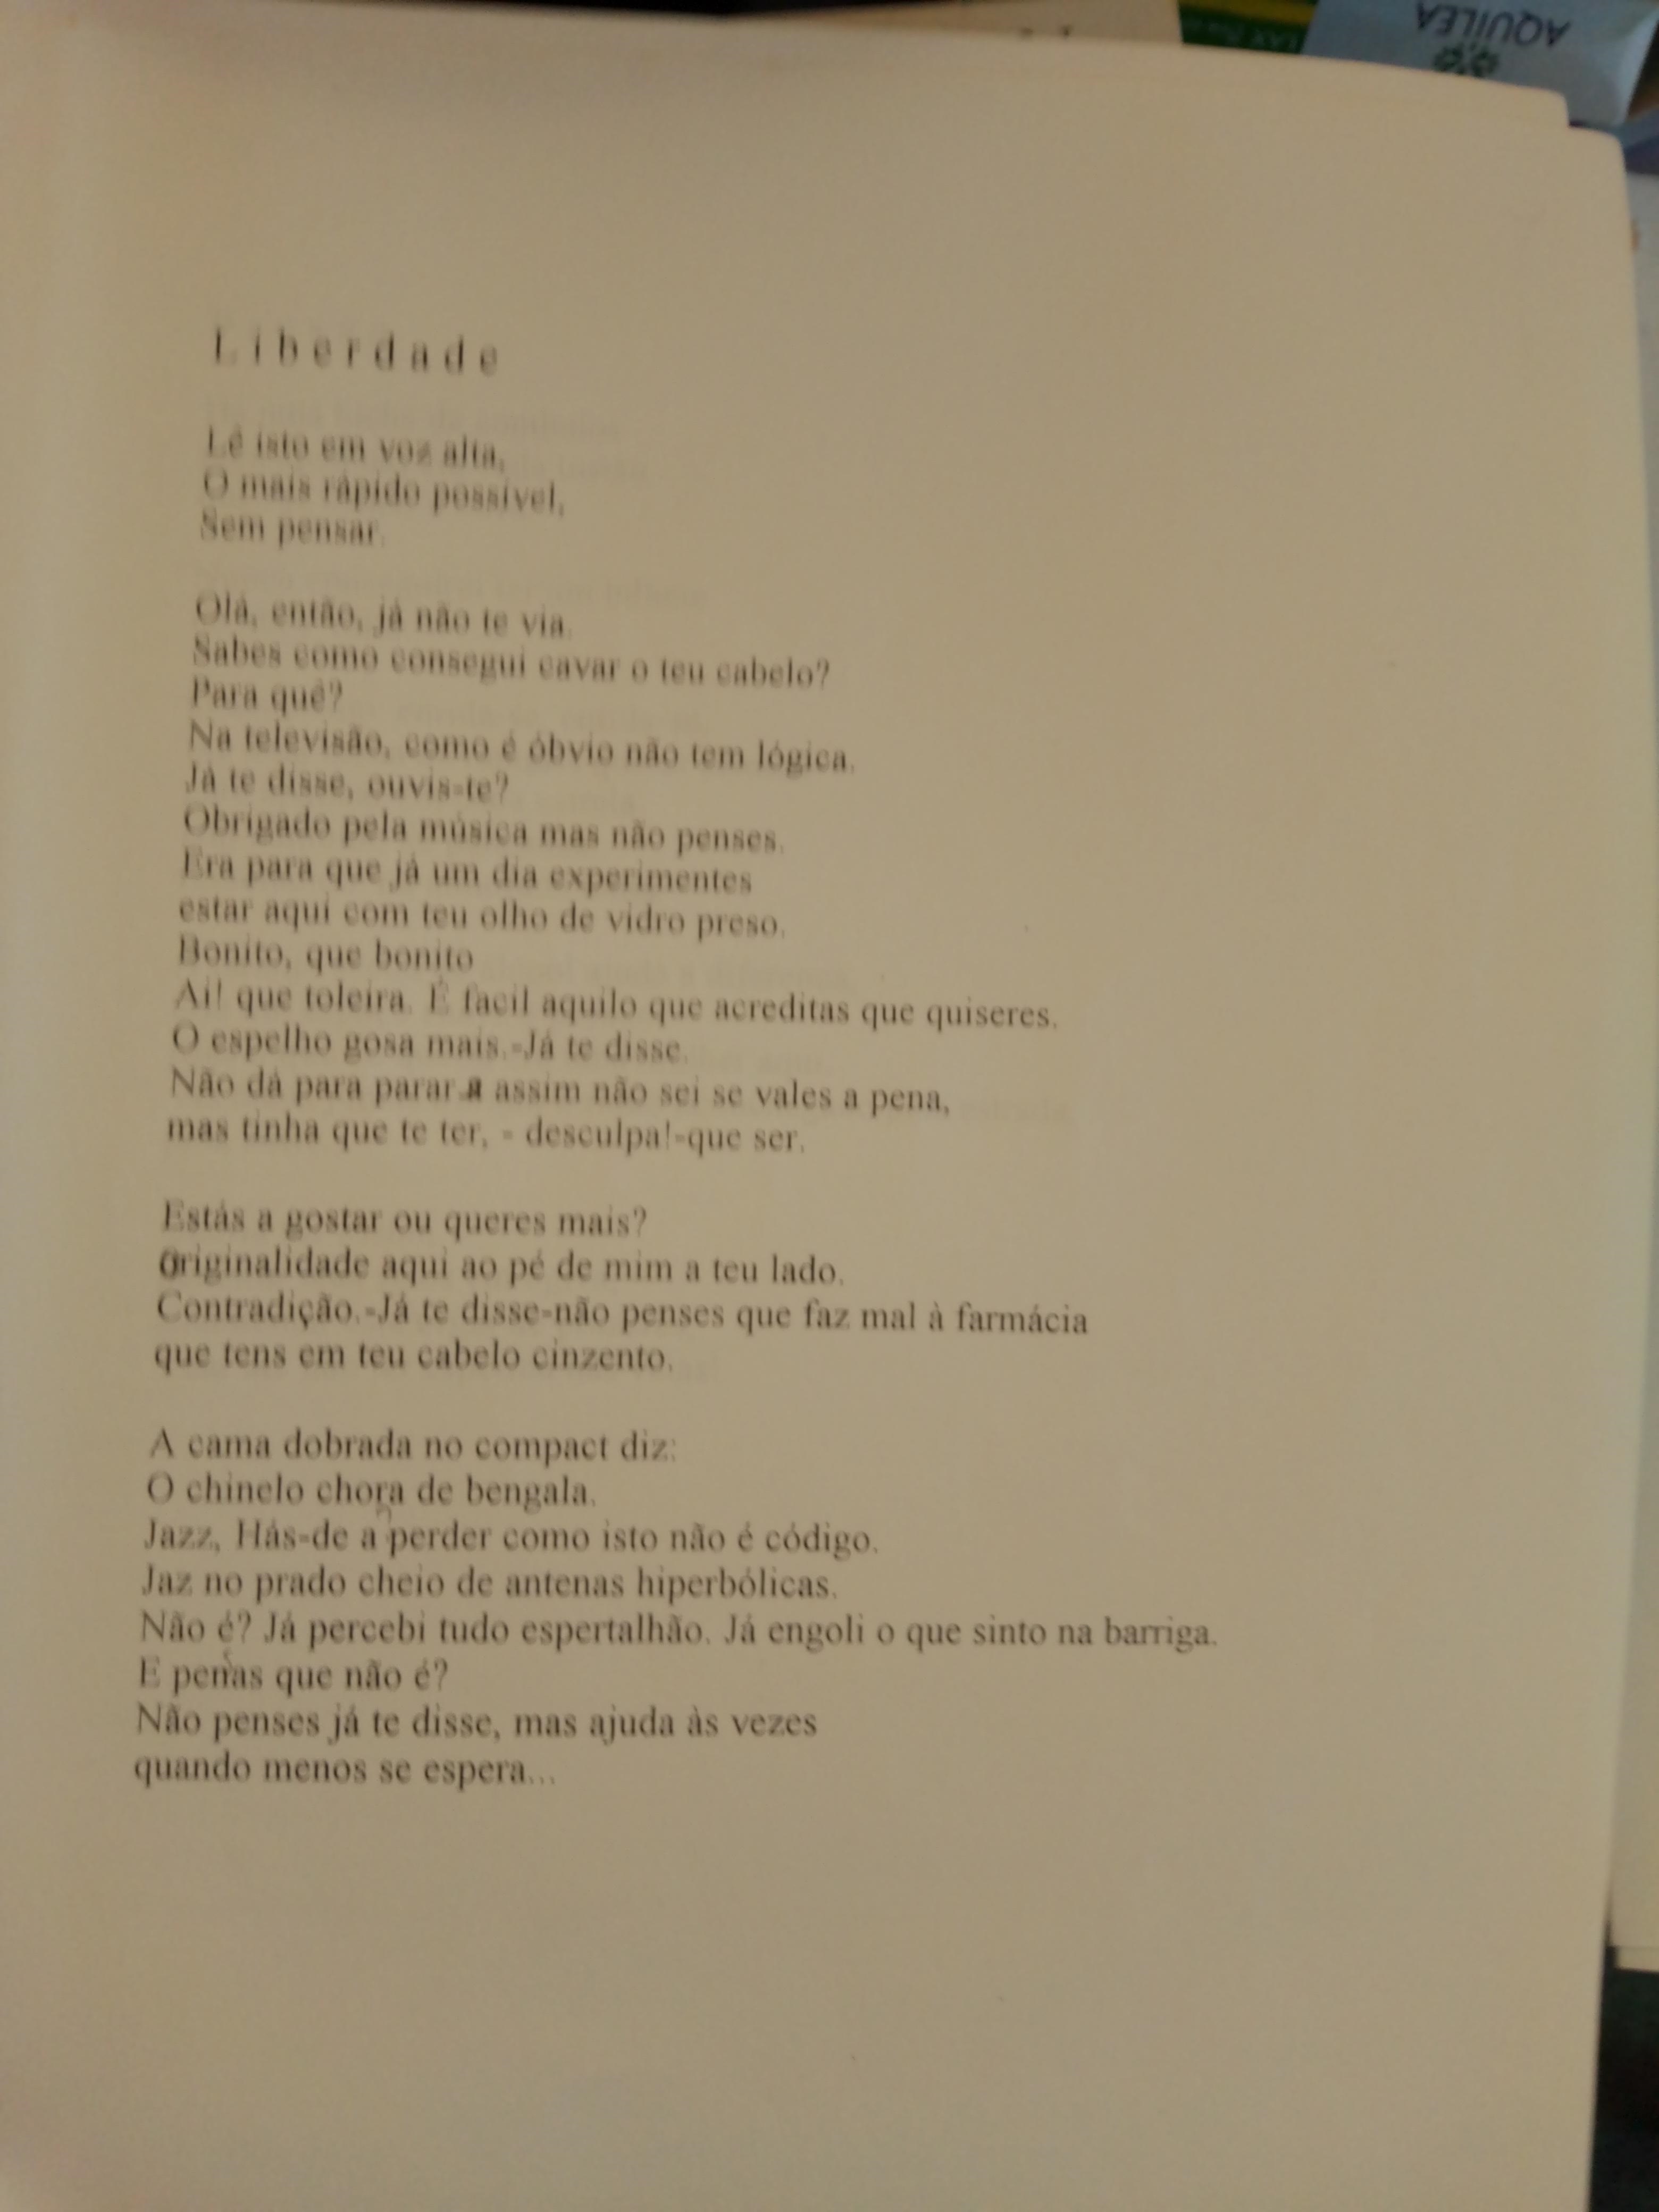 AQUILEA
Liberdade
Lê isto em voz alta,
O mais rápido possível,
Sem pensar.
Olá, então, já não te via.
Sabes como consegui cavar o teu cabelo?
Para quê?
Na televisão, como é óbvio não tem lógica.
Já te disse, ouvis-te?
Obrigado pela música mas não penses.
Era para que já um dia experimentes
estar aqui com teu olho de vidro preso.
Bonito, que bonito
Ai! que toleira. É facil aquilo que acreditas que quiseres.
O espelho gosa mais.-Já te disse.
Não dá para parar a assim não sei se vales a pena,
mas tinha que te ter, - desculpa!-que ser.
Estás a gostar ou queres mais?
Originalidade aqui ao pé de mim a teu lado.
Contradição.-Já te disse-não penses que faz mal à farmácia
que tens em teu cabelo cinzento.
A cama dobrada no compact diz:
O chinelo chora de bengala.
Jazz, Hás-de a perder como isto não é código.
Jaz no prado cheio de antenas hiperbólicas.
Não é? Já percebi tudo espertalhão. Já engoli o que sinto na barriga.
E penas que não é?
Não penses já te disse, mas ajuda às vezes
quando menos se espera...